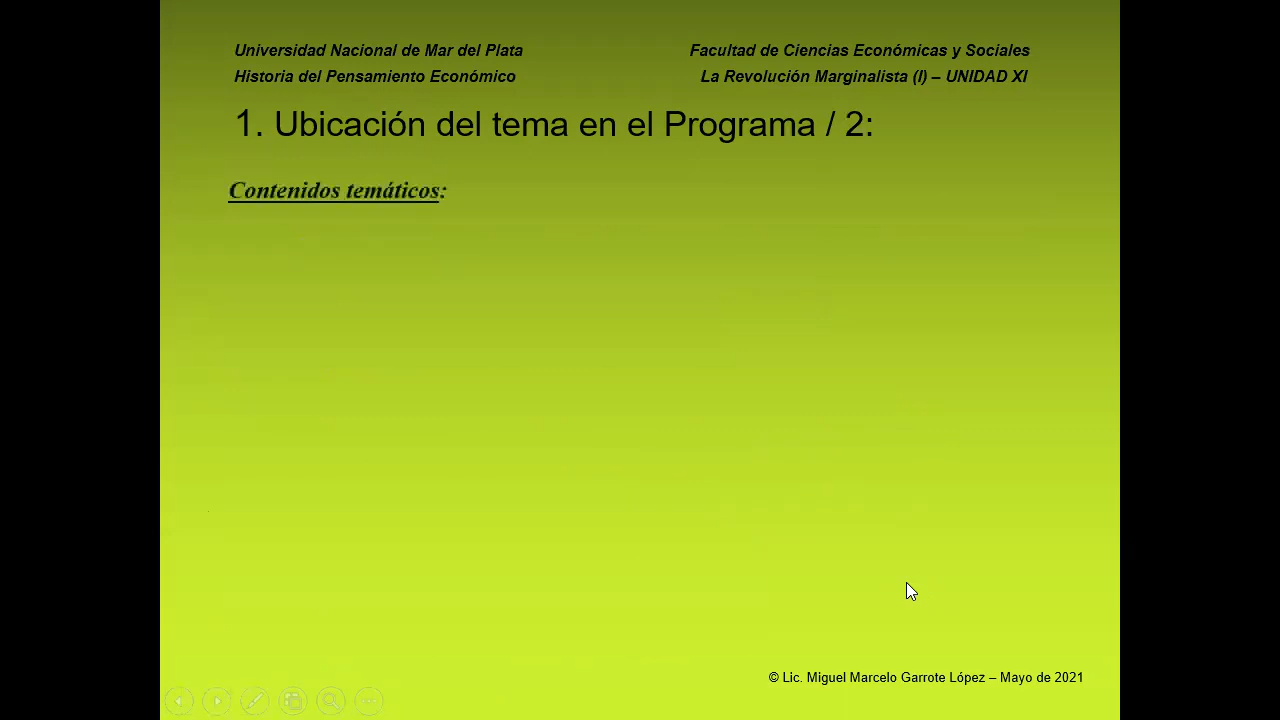 Universidad Nacional de Mar del Plata Facultad de Ciencias Económicas y Sociales
Historia del Pensamiento Económico La Revolución Marginalista (I) – UNIDAD XI
1. Ubicación del tema en el Programa / 2:
Contenidos temáticos:
© Lic. Miguel Marcelo Garrote López – Mayo de 2021